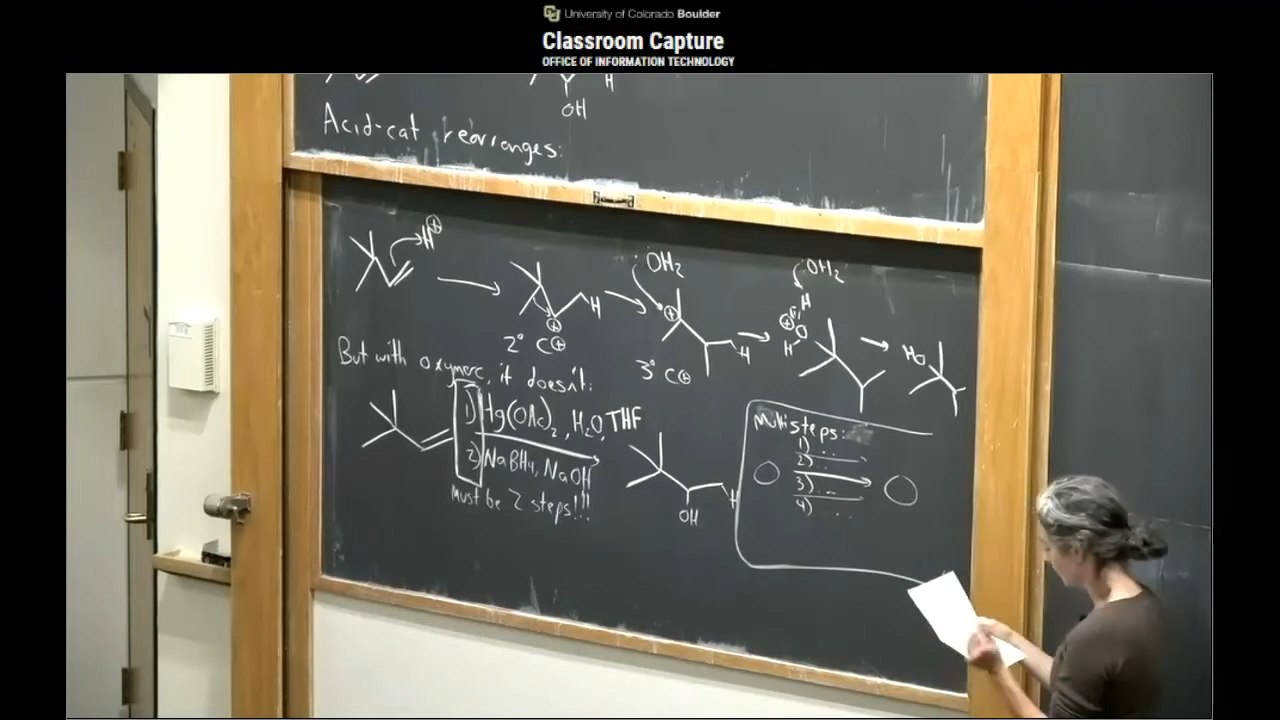 University of Colorado Boulder
Classroom Capture
OFFICE OF INFORMATION TECHNOLOGY
H
OH
Acid-cat rearranges:
H⊕
H
⊕
2° C⊕
:OH₂
⊕
H
3° C⊕
:OH₂
H
⊕ O
H
HO
But with oxymerc, it doesn't:
1) Hg(OAc)₂, H₂O, THF
2) NaBH₄, NaOH
Must be 2 steps!!!
OH
H
Multisteps:
1) ..
2) ..
3) ..
4) ..